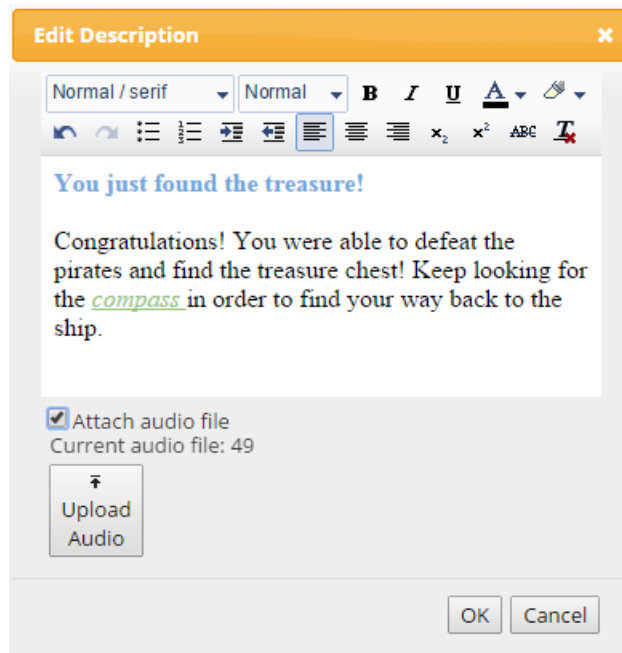 Edit Description
Normal / serif Normal B I U A
x₂ x² ABC T
You just found the treasure!
Congratulations! You were able to defeat the
pirates and find the treasure chest! Keep looking for
the compass in order to find your way back to the
ship.
Attach audio file
Current audio file: 49
Upload
Audio
OK Cancel